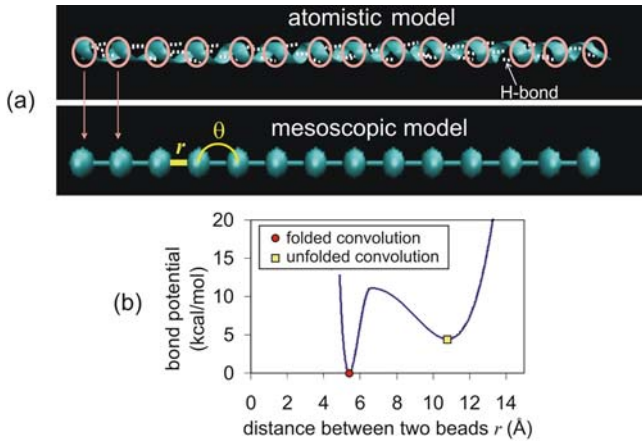 atomistic model
H-bond
(a)
mesoscopic model
r
θ
(b)
20
15
10
5
0
bond potential
(kcal/mol)
folded convolution
unfolded convolution
0 2 4 6 8 10 12 14
distance between two beads r (Å)